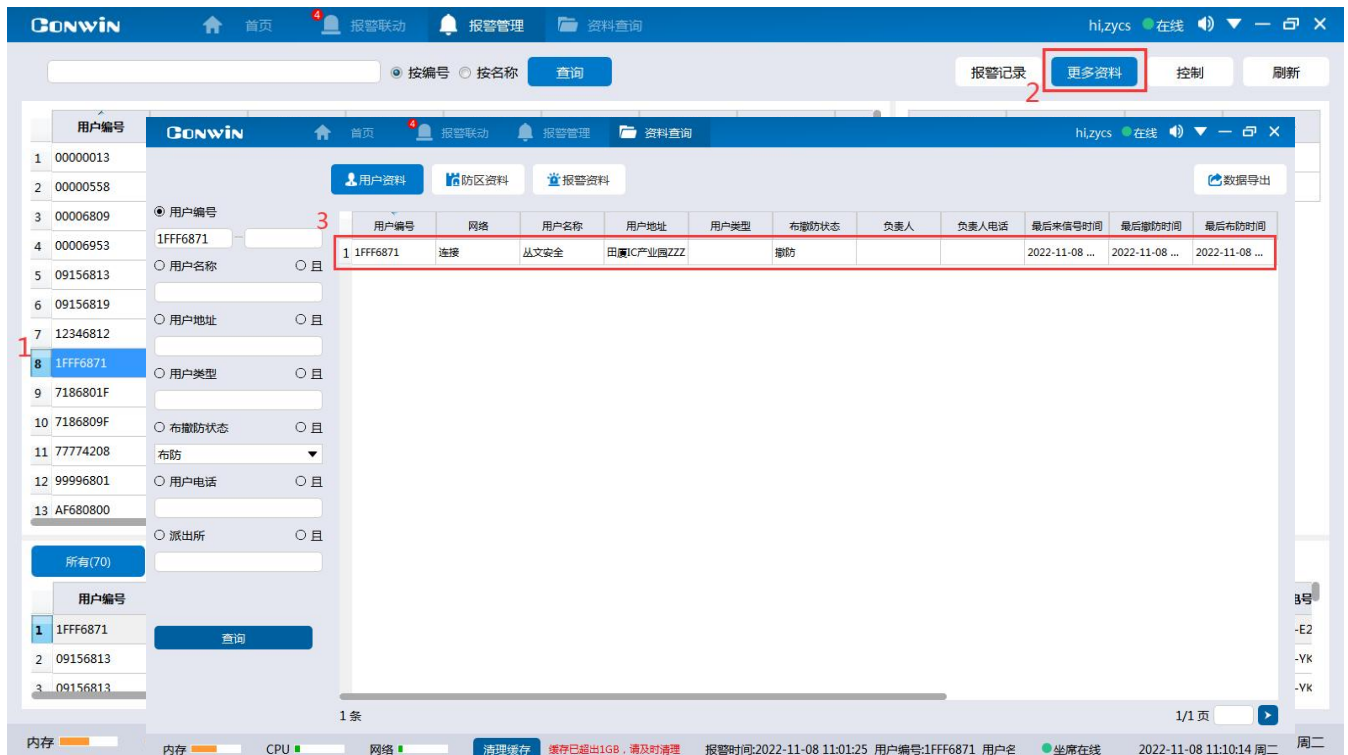 CONWIN 首页 4 报警联动 报警管理 资料查询 hi,zycs 在线
按编号 按名称 查询 报警记录 更多资料 控制 刷新
2
用户编号
1 00000013
2 00000558
3 00006809
4 00006953
5 09156813
6 09156819
7 12346812
1
8 1FFF6871
9 7186801F
10 7186809F
11 77774208
12 99996801
13 AF680800
所有(70)
用户编号
1 1FFF6871
2 09156813
3 09156813
内存
CONWIN 首页 4 报警联动 报警管理 资料查询 hi,zycs 在线
用户资料 防区资料 报警资料 数据导出
用户编号
1FFF6871 –
用户名称 且
用户地址 且
用户类型 且
布撤防状态 且
布防
用户电话 且
派出所 且
查询
3
用户编号 网络 用户名称 用户地址 用户类型 布撤防状态 负责人 负责人电话 最后来信号时间 最后撤防时间 最后布防时间
1 1FFF6871 连接 丛文安全 田厦IC产业园ZZZ 撤防 2022-11-08 ... 2022-11-08 ... 2022-11-08 ...
1条 1/1 页
内存 CPU 网络 清理缓存 缓存已超出1GB，请及时清理 报警时间:2022-11-08 11:01:25 用户编号:1FFF6871 用户名 坐席在线 2022-11-08 11:10:14 周二
-E2
-YK
-YK
周二